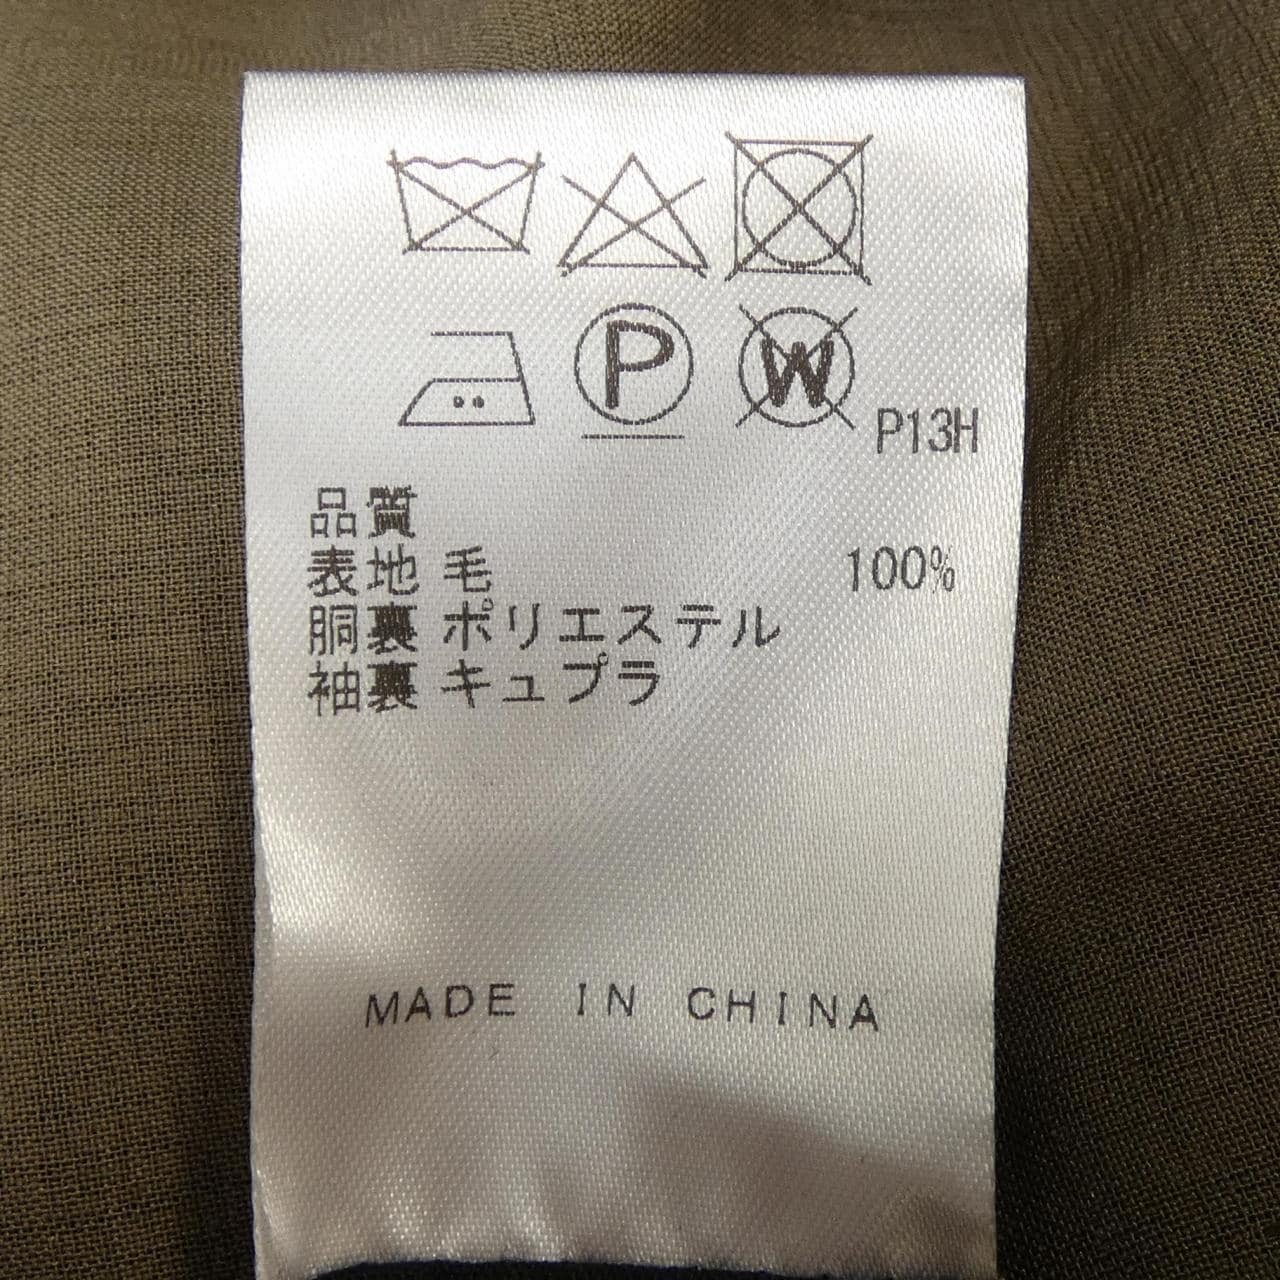 P
W
P13H
品質
表地 毛 100%
胴裏 ポリエステル
袖裏 キュプラ
MADE IN CHINA